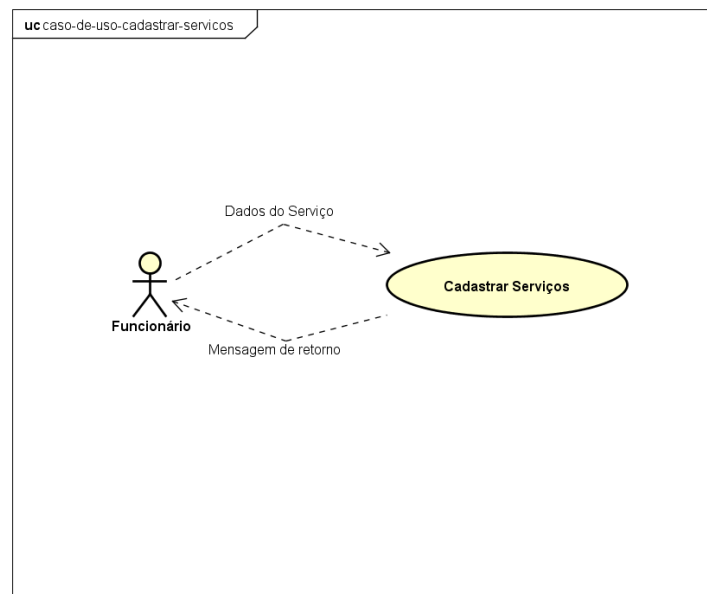 uc caso-de-uso-cadastrar-servicos
Dados do Serviço
Cadastrar Serviços
Funcionário
Mensagem de retorno